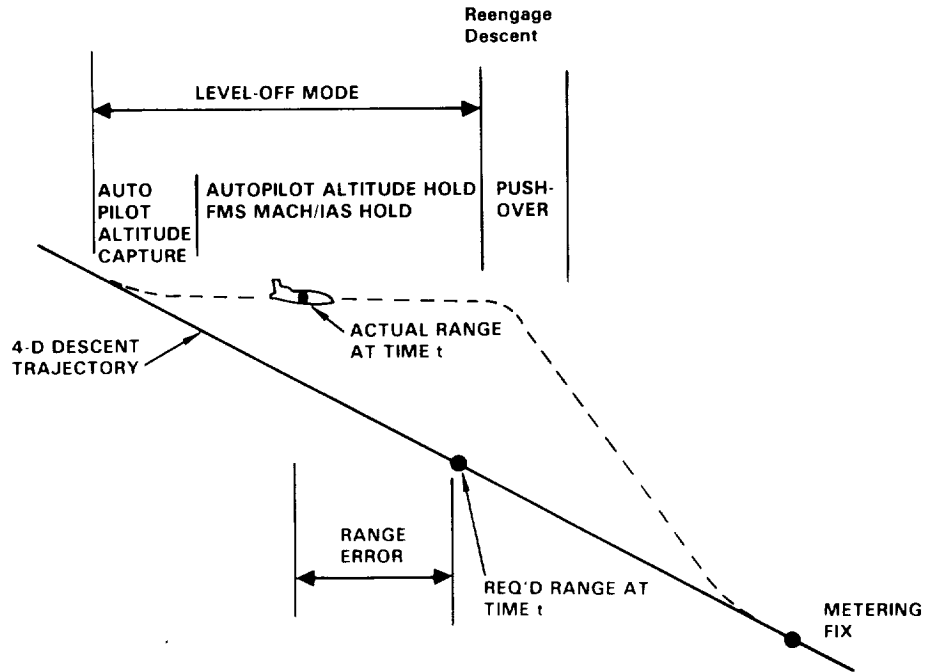 Reengage
Descent
LEVEL-OFF MODE
AUTO
PILOT
ALTITUDE
CAPTURE
AUTOPILOT ALTITUDE HOLD
FMS MACH/IAS HOLD
PUSH-
OVER
ACTUAL RANGE
AT TIME t
4-D DESCENT
TRAJECTORY
RANGE
ERROR
REQ'D RANGE AT
TIME t
METERING
FIX